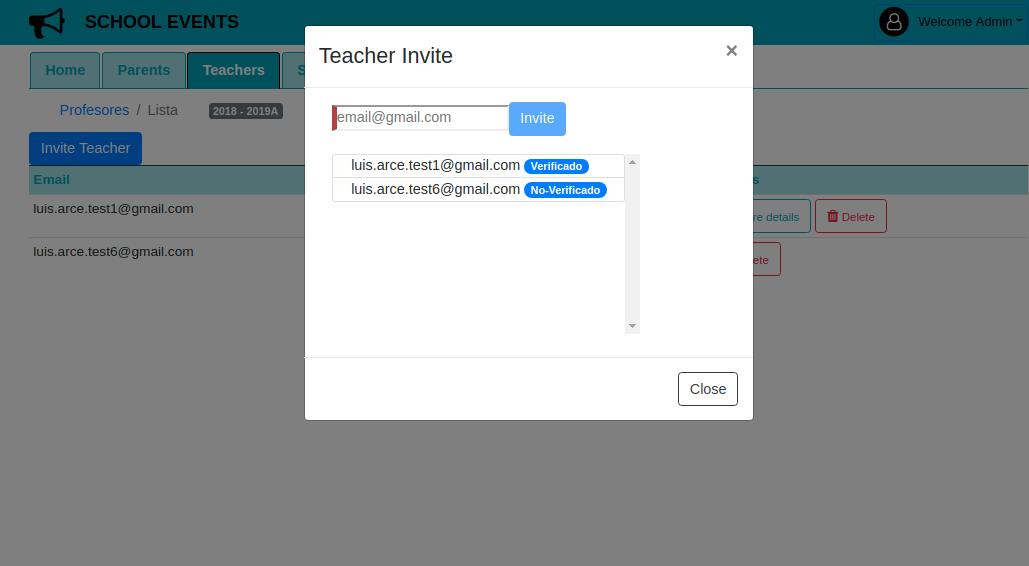 SCHOOL EVENTS
Welcome Admin
Home Parents Teachers S
Profesores / Lista 2018 - 2019A
Invite Teacher
Email s
luis.arce.test1@gmail.com re details Delete
luis.arce.test6@gmail.com ete
Teacher Invite ×
email@gmail.com Invite
luis.arce.test1@gmail.com Verificado
luis.arce.test6@gmail.com No-Verificado
Close